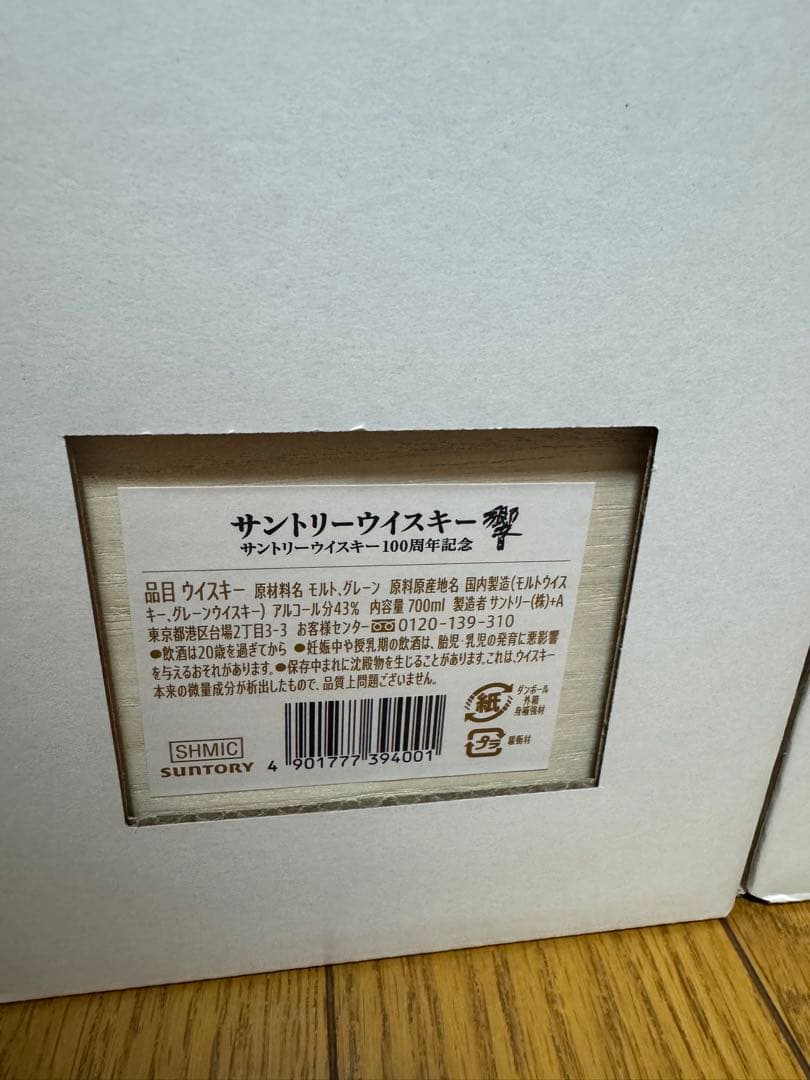 サントリーウイスキー 響
サントリーウイスキー100周年記念
品目 ウイスキー 原材料名 モルト、グレーン 原料原産地名 国内製造(モルトウイス
キー、グレーンウイスキー) アルコール分43% 内容量 700ml 製造者 サントリー(株)+A
東京都港区台場2丁目3-3 お客様センター 0120-139-310
●飲酒は20歳を過ぎてから ●妊娠中や授乳期の飲酒は、胎児・乳児の発育に悪影響
を与えるおそれがあります。●保存中まれに沈殿物を生じることがあります。これは、ウイスキー
本来の微量成分が析出したもので、品質上問題ございません。
紙
ダンボール
外箱
身補強材
プラ
緩衝材
SHMIC
SUNTORY
4 901777 394001